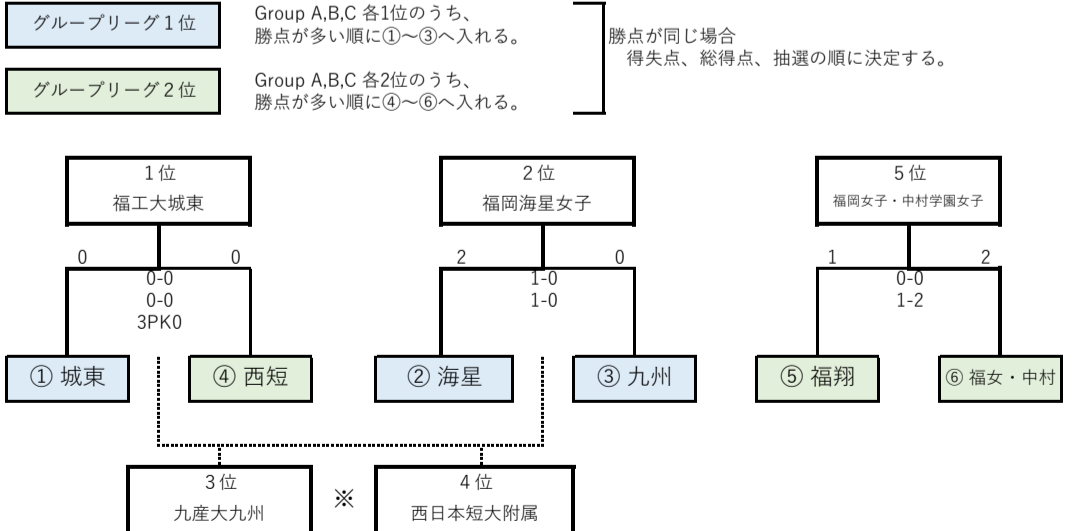 グループリーグ１位
Group A,B,C 各1位のうち、
勝点が多い順に①～③へ入れる。
グループリーグ２位
Group A,B,C 各2位のうち、
勝点が多い順に④～⑥へ入れる。
勝点が同じ場合
得失点、総得点、抽選の順に決定する。
1位
福工大城東
2位
福岡海星女子
5位
福岡女子・中村学園女子
0 0
0-0
0-0
3PK0
2 0
1-0
1-0
1 2
0-0
1-2
① 城東
④ 西短
② 海星
③ 九州
⑤ 福翔
⑥ 福女・中村
3位
九産大九州
※
4位
西日本短大附属